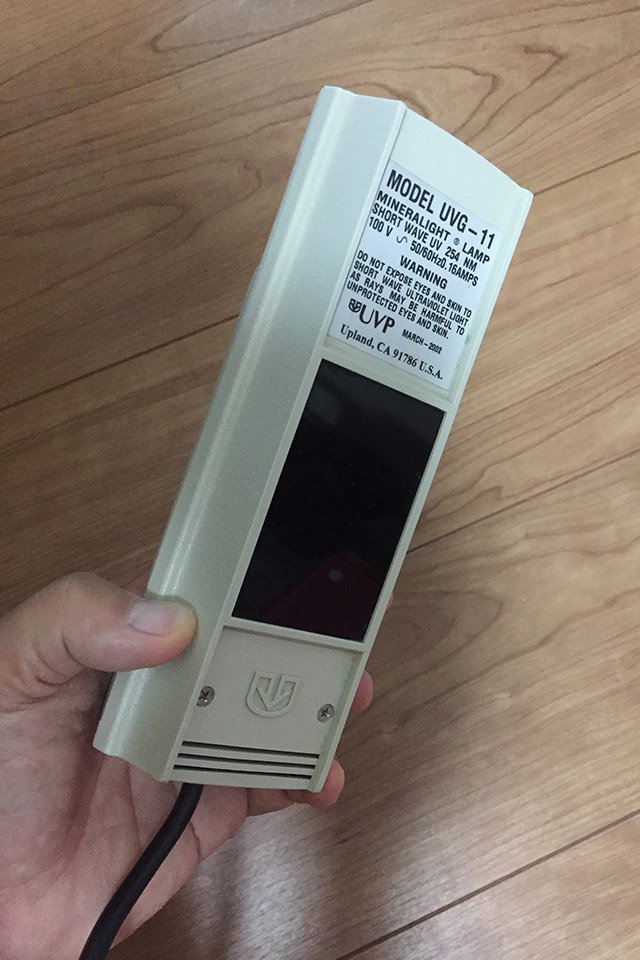 MODEL UVG-11
MINERALIGHT ® LAMP
SHORT WAVE UV 254 NM
100 V ∿ 50/60Hz0.16AMPS
WARNING
DO NOT EXPOSE EYES AND SKIN TO
SHORT WAVE ULTRAVIOLET LIGHT
AS RAYS MAY BE HARMFUL TO
UNPROTECTED EYES AND SKIN.
UVP MARCH-2002
Upland, CA 91786 U.S.A.